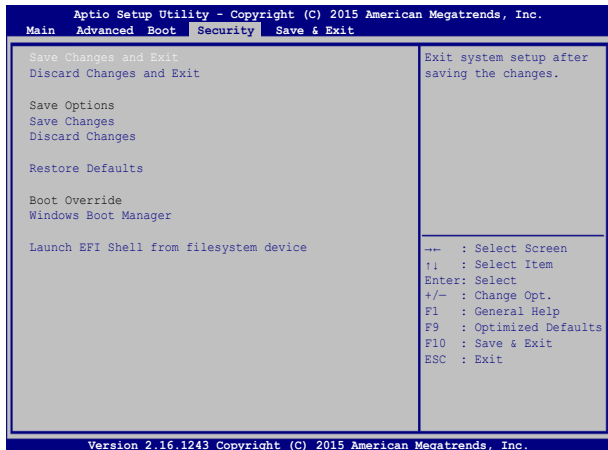 Aptio Setup Utility - Copyright (C) 2015 American Megatrends, Inc.
Main Advanced Boot Security Save & Exit
Save Changes and Exit
Discard Changes and Exit
Save Options
Save Changes
Discard Changes
Restore Defaults
Boot Override
Windows Boot Manager
Launch EFI Shell from filesystem device
Exit system setup after
saving the changes.
→← : Select Screen
↑↓ : Select Item
Enter: Select
+/— : Change Opt.
F1 : General Help
F9 : Optimized Defaults
F10 : Save & Exit
ESC : Exit
Version 2.16.1243 Copyright (C) 2015 American Megatrends, Inc.